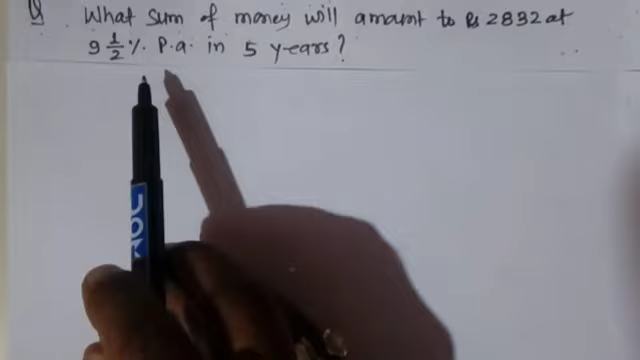 Q What sum of money will amount to Rs 2832 at
9 1/2 %. P.a. in 5 years?